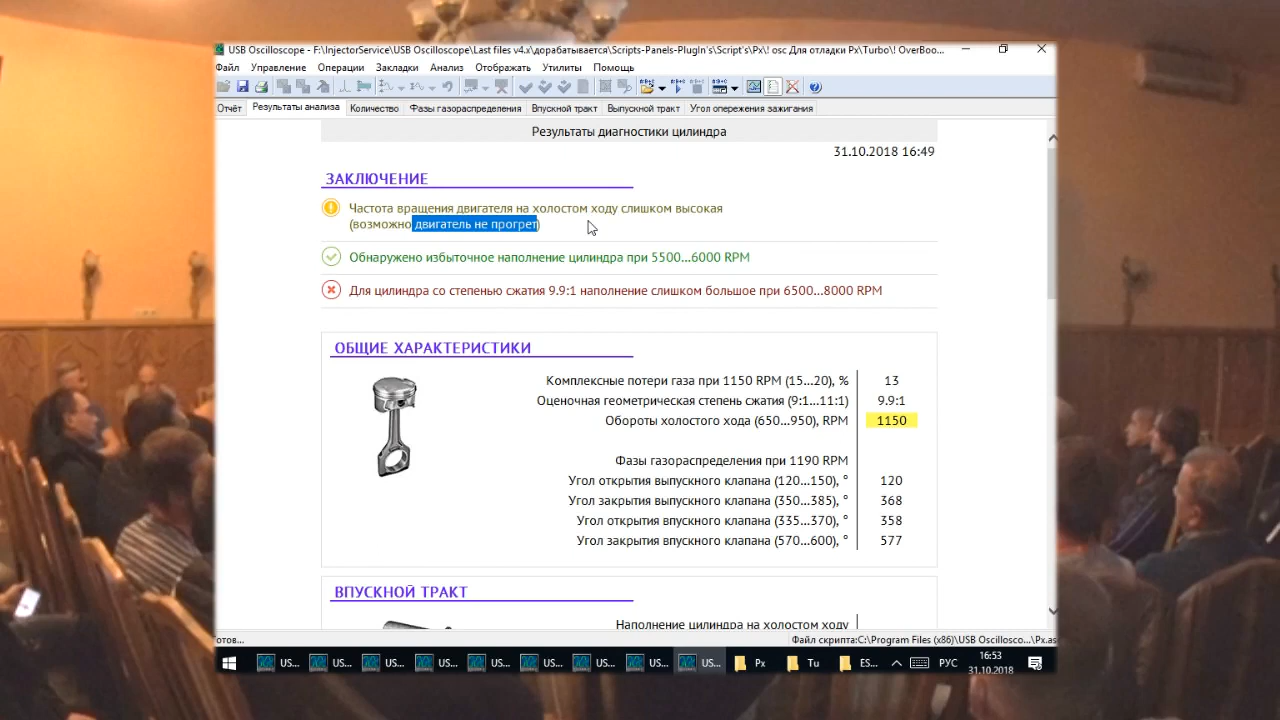 USB Oscilloscope - F:\InjectorService\USB Oscilloscope\Last files v4.x\дорабатывается\Scripts-Panels-PlugIn's\Script's\Px\! osc Для отладки Px\Turbo\! OverBoo...
Файл Управление Операции Закладки Анализ Отображать Утилиты Помощь
Отчёт Результаты анализа Количество Фазы газораспределения Впускной тракт Выпускной тракт Угол опережения зажигания
Результаты диагностики цилиндра
31.10.2018 16:49
ЗАКЛЮЧЕНИЕ
Частота вращения двигателя на холостом ходу слишком высокая
(возможно двигатель не прогрет)
Обнаружено избыточное наполнение цилиндра при 5500...6000 RPM
Для цилиндра со степенью сжатия 9.9:1 наполнение слишком большое при 6500...8000 RPM
ОБЩИЕ ХАРАКТЕРИСТИКИ
Комплексные потери газа при 1150 RPM (15...20), % 13
Оценочная геометрическая степень сжатия (9:1...11:1) 9.9:1
Обороты холостого хода (650...950), RPM 1150
Фазы газораспределения при 1190 RPM
Угол открытия выпускного клапана (120...150), ° 120
Угол закрытия выпускного клапана (350...385), ° 368
Угол открытия впускного клапана (335...370), ° 358
Угол закрытия впускного клапана (570...600), ° 577
ВПУСКНОЙ ТРАКТ
Наполнение цилиндра на холостом ходу
отов... Файл скрипта:C:\Program Files (x86)\USB Oscillosco...\Px.as
US... US... US... US... US... US... US... US... US... Px Tu ES... РУС 16:53
31.10.2018